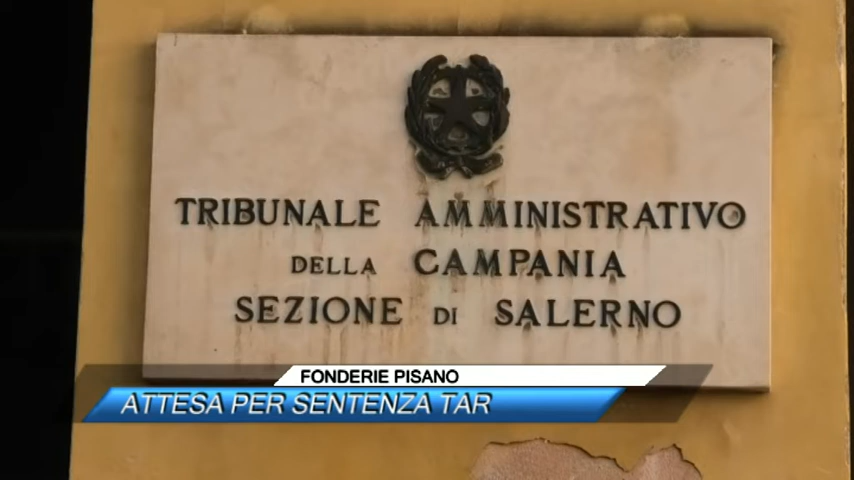 TRIBUNALE AMMINISTRATIVO
DELLA CAMPANIA
SEZIONE DI SALERNO
FONDERIE PISANO
ATTESA PER SENTENZA TAR